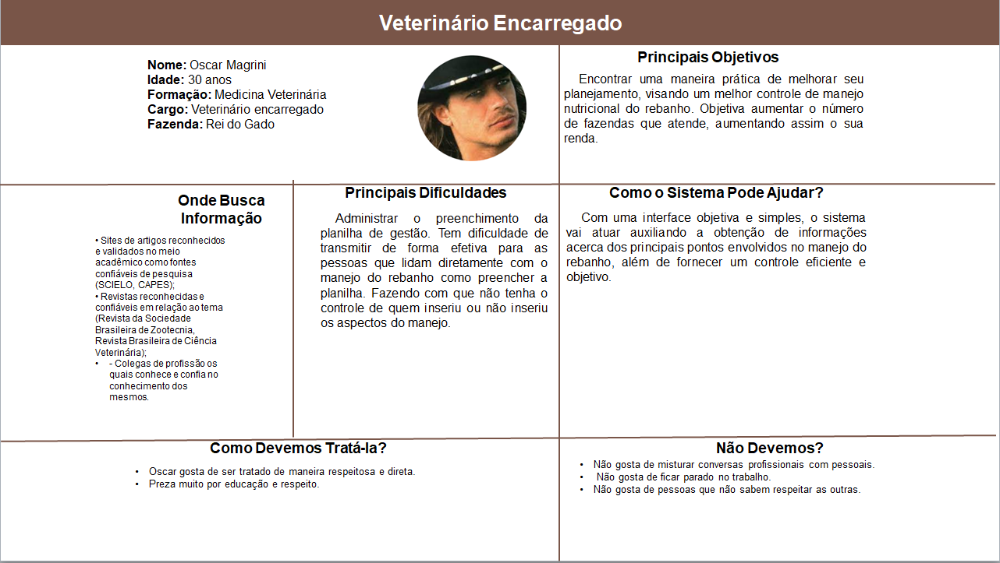 Veterinário Encarregado
Nome: Oscar Magrini
Idade: 30 anos
Formação: Medicina Veterinária
Cargo: Veterinário encarregado
Fazenda: Rei do Gado
Principais Objetivos
Encontrar uma maneira prática de melhorar seu
planejamento, visando um melhor controle de manejo
nutricional do rebanho. Objetiva aumentar o número
de fazendas que atende, aumentando assim o sua
renda.
Onde Busca
Informação
• Sites de artigos reconhecidos
e validados no meio
acadêmico como fontes
confiáveis de pesquisa
(SCIELO, CAPES);
• Revistas reconhecidas e
confiáveis em relação ao tema
(Revista da Sociedade
Brasileira de Zootecnia,
Revista Brasileira de Ciência
Veterinária);
• - Colegas de profissão os
quais conhece e confia no
conhecimento dos
mesmos.
Principais Dificuldades
Administrar o preenchimento da
planilha de gestão. Tem dificuldade de
transmitir de forma efetiva para as
pessoas que lidam diretamente com o
manejo do rebanho como preencher a
planilha. Fazendo com que não tenha o
controle de quem inseriu ou não inseriu
os aspectos do manejo.
Como o Sistema Pode Ajudar?
Com uma interface objetiva e simples, o sistema
vai atuar auxiliando a obtenção de informações
acerca dos principais pontos envolvidos no manejo do
rebanho, além de fornecer um controle eficiente e
objetivo.
Como Devemos Tratá-la?
• Oscar gosta de ser tratado de maneira respeitosa e direta.
• Preza muito por educação e respeito.
Não Devemos?
• Não gosta de misturar conversas profissionais com pessoais.
• Não gosta de ficar parado no trabalho.
• Não gosta de pessoas que não sabem respeitar as outras.